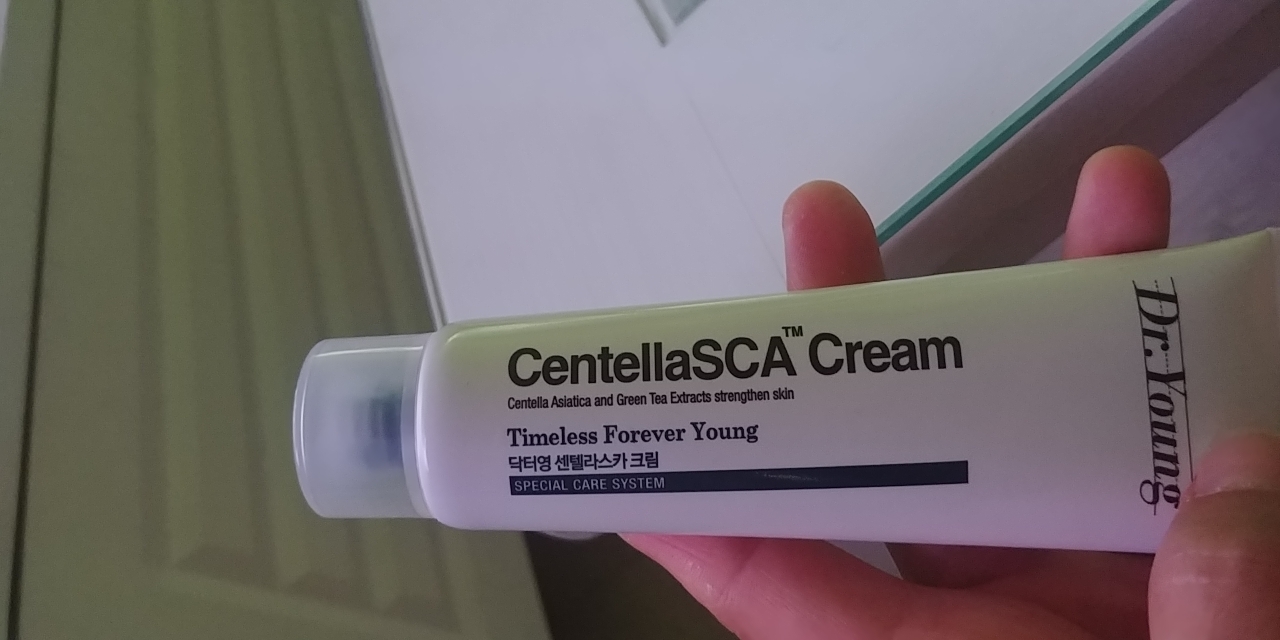 CentellaSCA™ Cream
Centella Asiatica and Green Tea Extracts strengthen skin
Timeless Forever Young
닥터영 센텔라스카 크림
SPECIAL CARE SYSTEM
Dr.Young